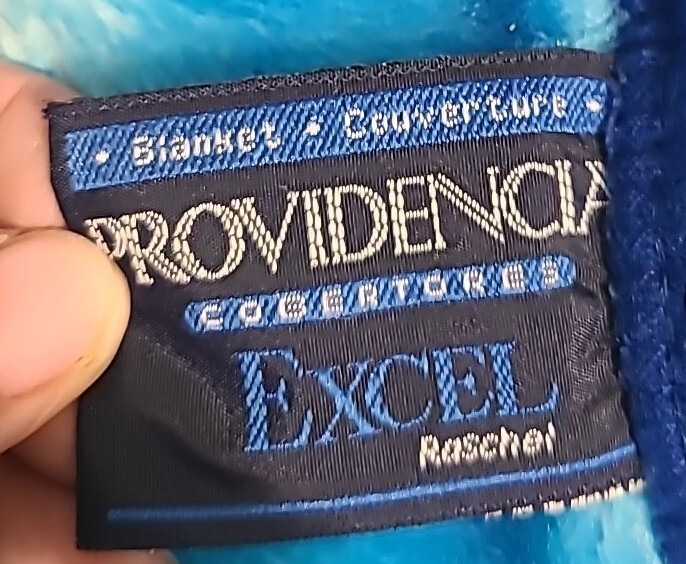 • Blanket • Couverture •
PROVIDENCIA
COBERTORES
EXCEL
Raschel